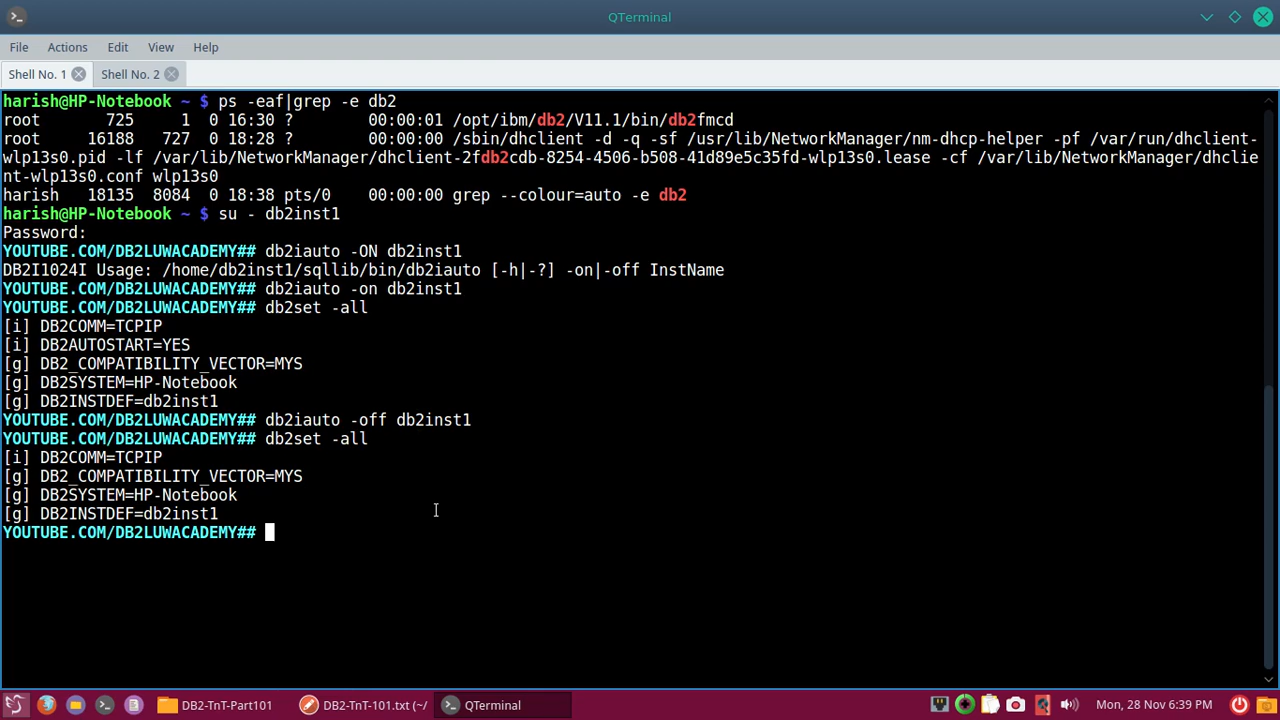 QTerminal
File Actions Edit View Help
Shell No. 1 Shell No. 2
harish@HP-Notebook ~ $ ps -eaf|grep -e db2
root 725 1 0 16:30 ? 00:00:01 /opt/ibm/db2/V11.1/bin/db2fmcd
root 16188 727 0 18:28 ? 00:00:00 /sbin/dhclient -d -q -sf /usr/lib/NetworkManager/nm-dhcp-helper -pf /var/run/dhclient-
wlp13s0.pid -lf /var/lib/NetworkManager/dhclient-2fdb2cdb-8254-4506-b508-41d89e5c35fd-wlp13s0.lease -cf /var/lib/NetworkManager/dhclie
nt-wlp13s0.conf wlp13s0
harish 18135 8084 0 18:38 pts/0 00:00:00 grep --colour=auto -e db2
harish@HP-Notebook ~ $ su - db2inst1
Password:
YOUTUBE.COM/DB2LUWACADEMY## db2iauto -ON db2inst1
DB2I1024I Usage: /home/db2inst1/sqllib/bin/db2iauto [-h|-?] -on|-off InstName
YOUTUBE.COM/DB2LUWACADEMY## db2iauto -on db2inst1
YOUTUBE.COM/DB2LUWACADEMY## db2set -all
[i] DB2COMM=TCPIP
[i] DB2AUTOSTART=YES
[g] DB2_COMPATIBILITY_VECTOR=MYS
[g] DB2SYSTEM=HP-Notebook
[g] DB2INSTDEF=db2inst1
YOUTUBE.COM/DB2LUWACADEMY## db2iauto -off db2inst1
YOUTUBE.COM/DB2LUWACADEMY## db2set -all
[i] DB2COMM=TCPIP
[g] DB2_COMPATIBILITY_VECTOR=MYS
[g] DB2SYSTEM=HP-Notebook
[g] DB2INSTDEF=db2inst1
YOUTUBE.COM/DB2LUWACADEMY##
DB2-TnT-Part101 DB2-TnT-101.txt (~/ QTerminal Mon, 28 Nov 6:39 PM